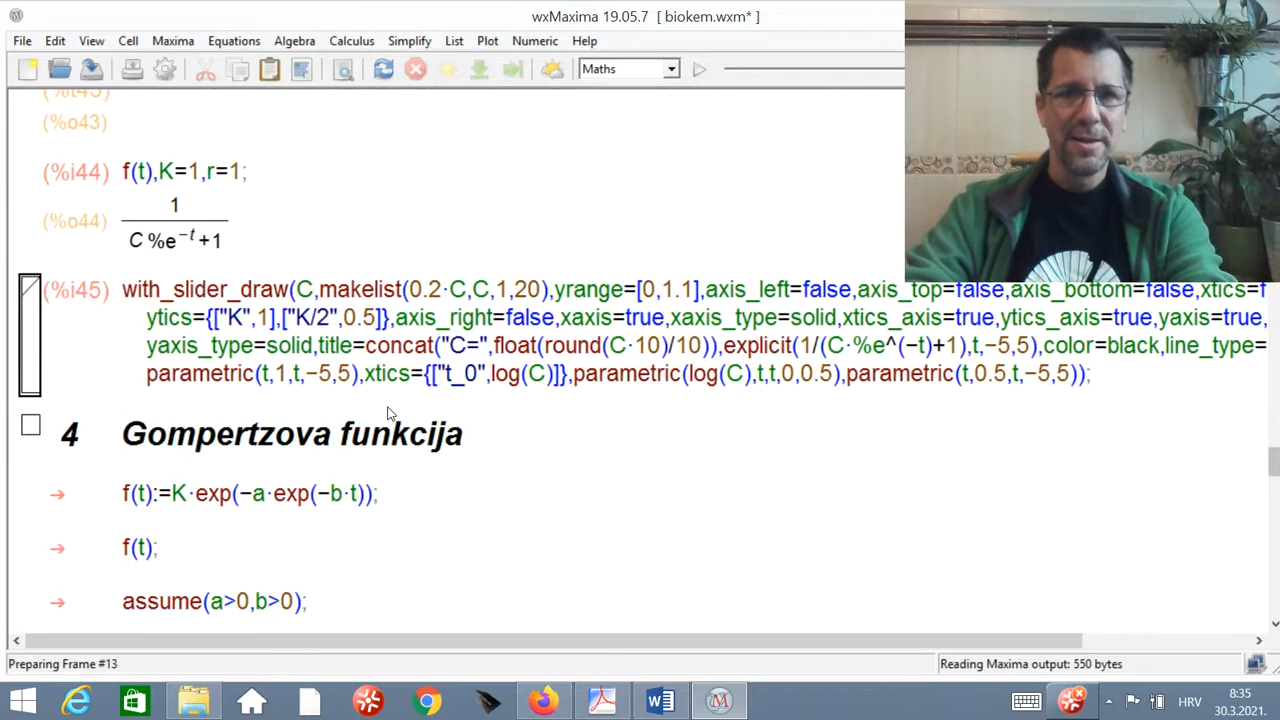 wxMaxima 19.05.7 [ biokem.wxm* ]
File Edit View Cell Maxima Equations Algebra Calculus Simplify List Plot Numeric Help
Maths
(%o43)
(%i44) f(t),K=1,r=1;
(%o44) 1
C %e^−t+1
(%i45) with_slider_draw(C,makelist(0.2·C,C,1,20),yrange=[0,1.1],axis_left=false,axis_top=false,axis_bottom=false,xtics=f
ytics={["K",1],["K/2",0.5]},axis_right=false,xaxis=true,xaxis_type=solid,xtics_axis=true,ytics_axis=true,yaxis=true,
yaxis_type=solid,title=concat("C=",float(round(C·10)/10)),explicit(1/(C·%e^(−t)+1),t,−5,5),color=black,line_type=
parametric(t,1,t,−5,5),xtics={["t_0",log(C)]},parametric(log(C),t,t,0,0.5),parametric(t,0.5,t,−5,5));
4 Gompertzova funkcija
f(t):=K·exp(−a·exp(−b·t));
f(t);
assume(a>0,b>0);
Preparing Frame #13
Reading Maxima output: 550 bytes
HRV
8:35
30.3.2021.